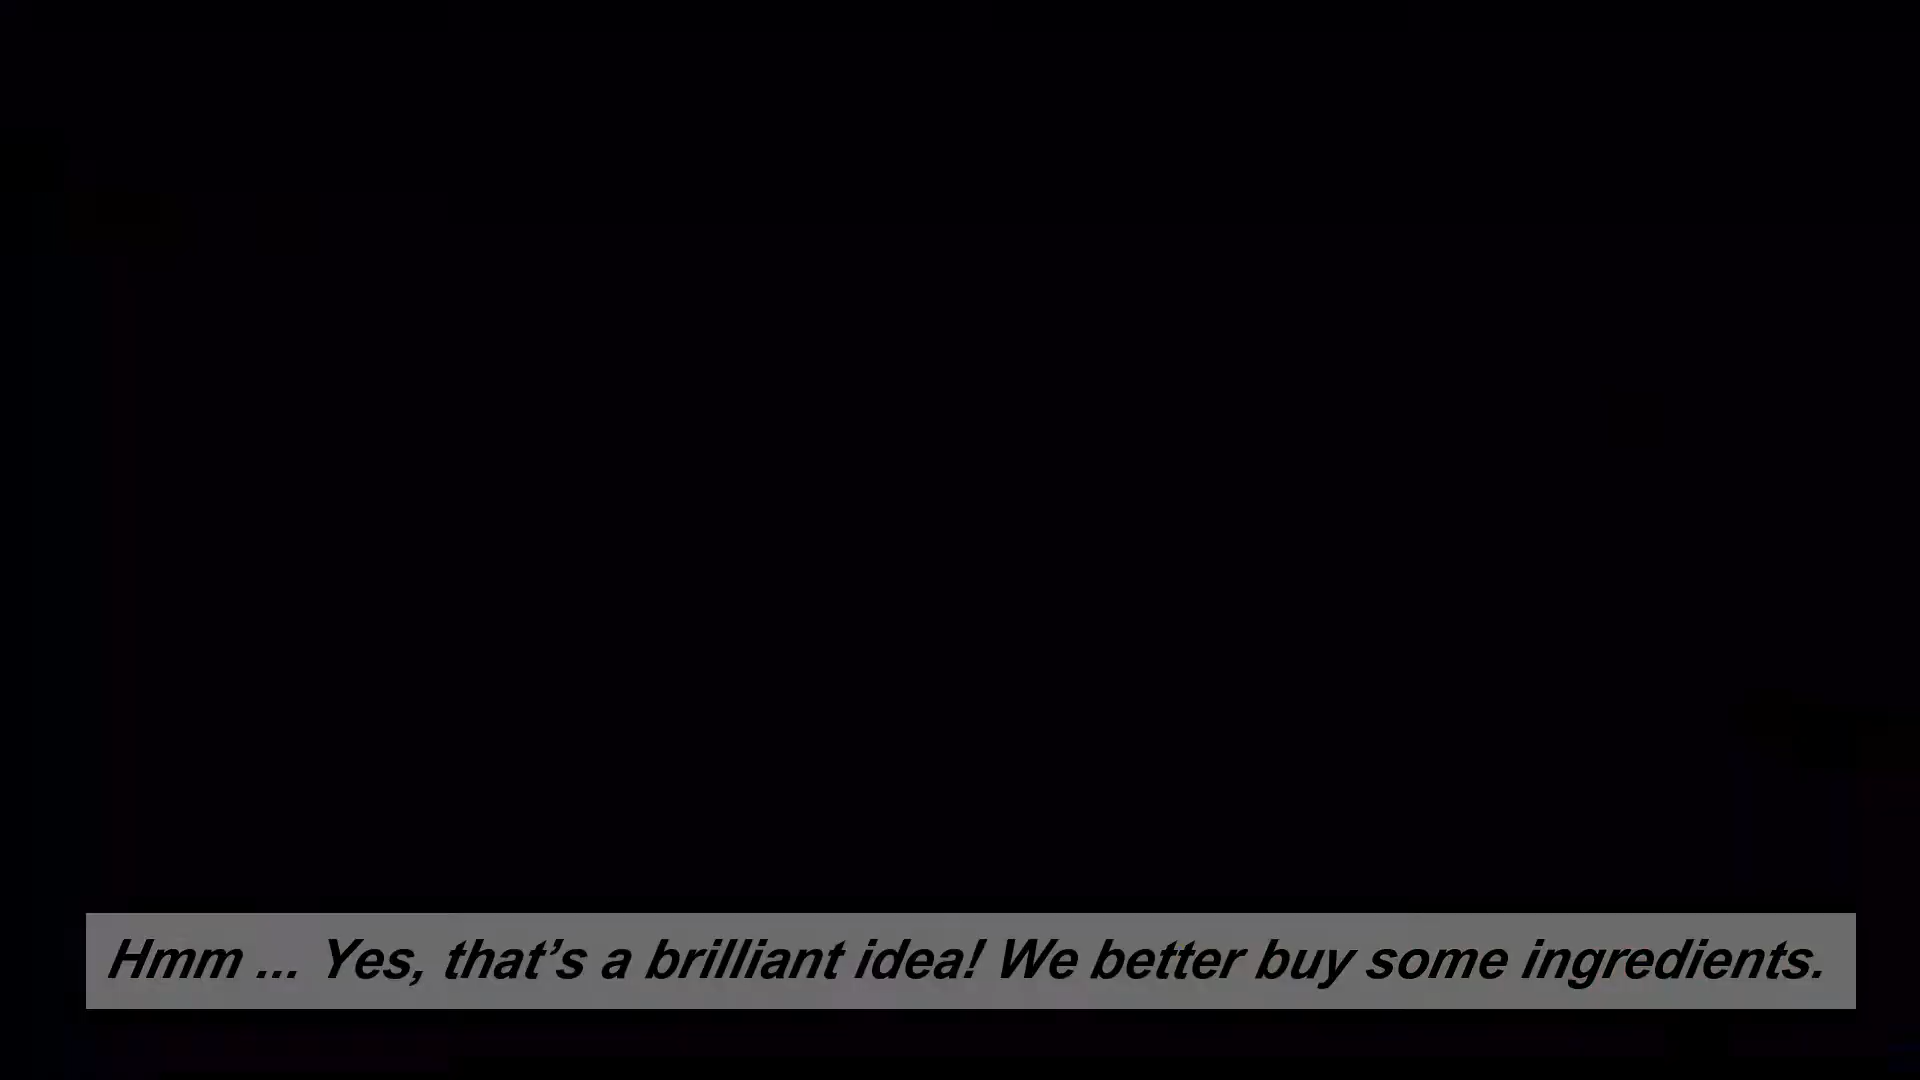 Hmm ... Yes, that’s a brilliant idea! We better buy some ingredients.